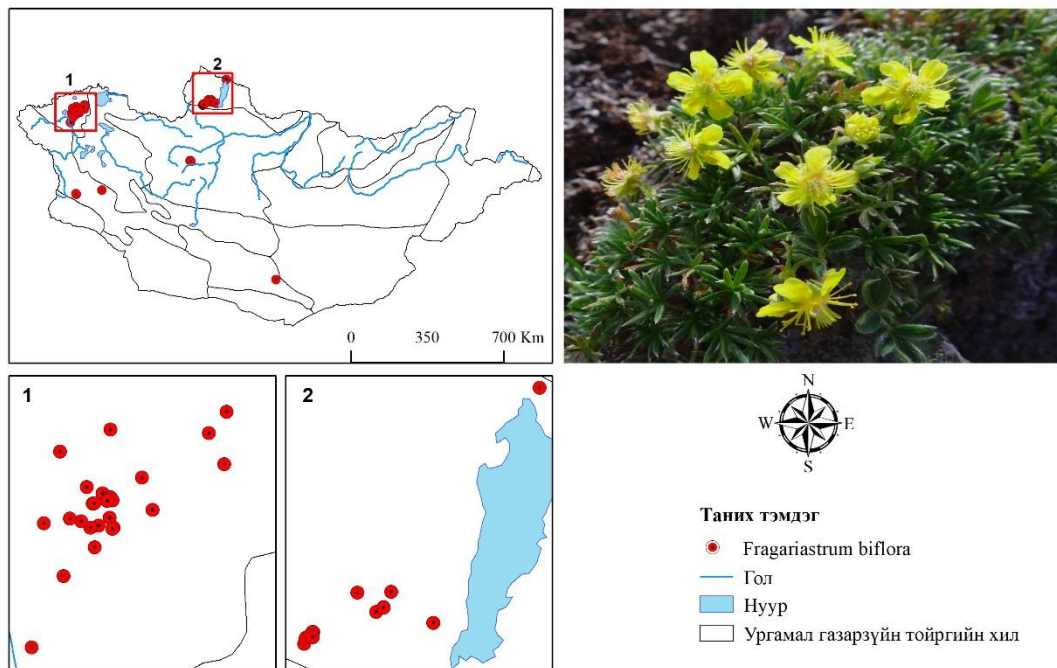 1
2
0 350 700 Km
1
2
N
W E
S
Таних тэмдэг
Fragariastrum biflora
Гол
Нуур
Ургамал газарзүйн тойргийн хил